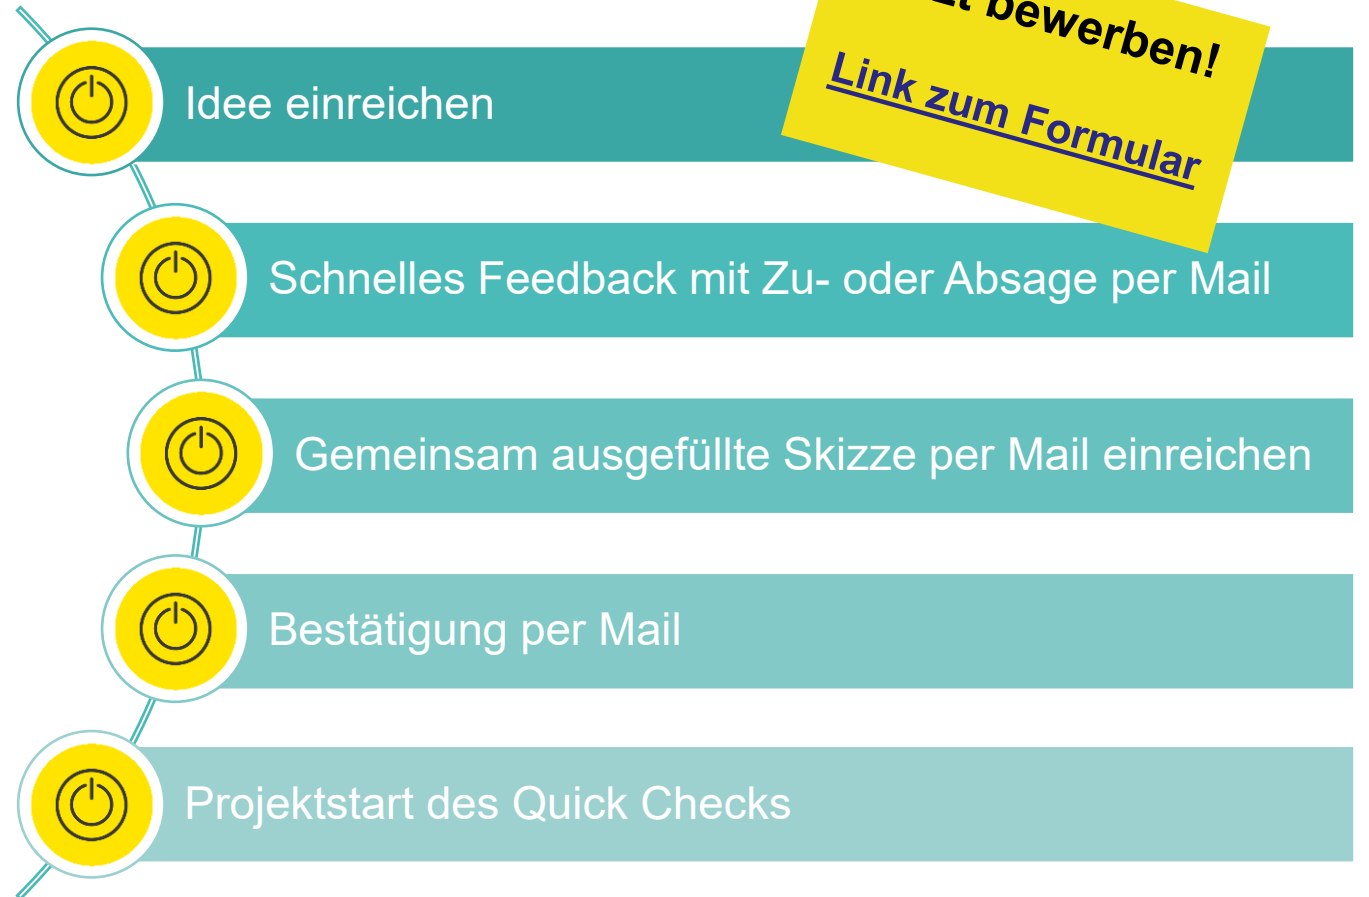 bewerben!
Link zum Formular
Idee einreichen
Schnelles Feedback mit Zu- oder Absage per Mail
Gemeinsam ausgefüllte Skizze per Mail einreichen
Bestätigung per Mail
Projektstart des Quick Checks